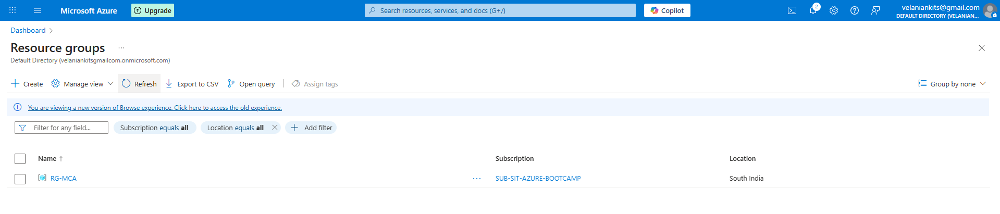 Microsoft Azure Upgrade Search resources, services, and docs (G+/) Copilot 2 velaniankits@gmail.com
DEFAULT DIRECTORY (VELANIAN...
Dashboard
Resource groups ...
Default Directory (velaniankitsgmailcom.onmicrosoft.com)
Create Manage view Refresh Export to CSV Open query Assign tags Group by none
You are viewing a new version of Browse experience. Click here to access the old experience.
Filter for any field... Subscription equals all Location equals all Add filter
Name ↑ Subscription Location
RG-MCA ... SUB-SIT-AZURE-BOOTCAMP South India